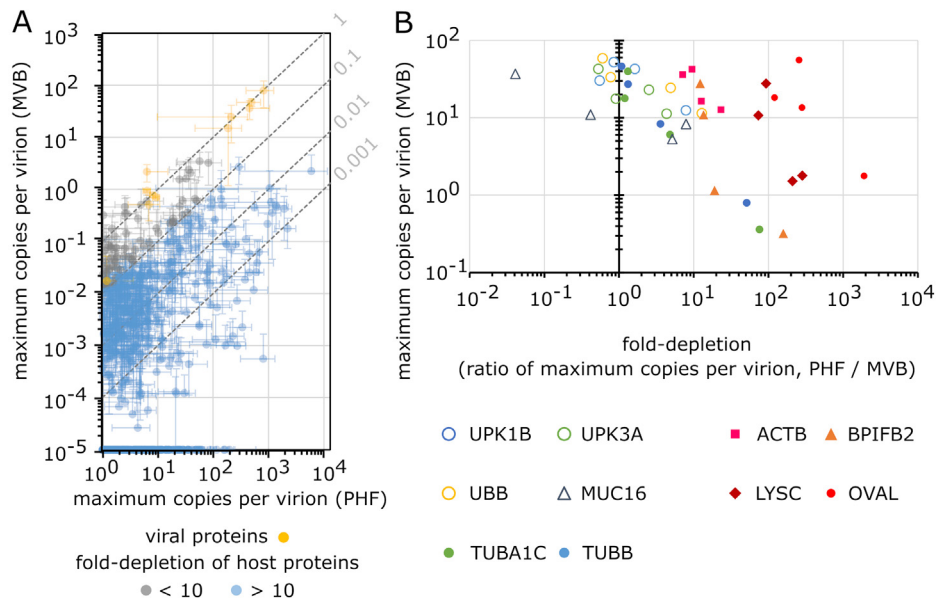 A
10³
10²
10¹
10⁰
10⁻¹
10⁻²
10⁻³
10⁻⁴
10⁻⁵
maximum copies per virion (MVB)
1
0.1
0.01
0.001
10⁰ 10¹ 10² 10³ 10⁴
maximum copies per virion (PHF)
viral proteins
fold-depletion of host proteins
< 10 > 10
B
10²
10¹
10⁰
10⁻¹
maximum copies per virion (MVB)
10⁻² 10⁻¹ 10⁰ 10¹ 10² 10³ 10⁴
fold-depletion
(ratio of maximum copies per virion, PHF / MVB)
UPK1B UPK3A ACTB BPIFB2
UBB MUC16 LYSC OVAL
TUBA1C TUBB